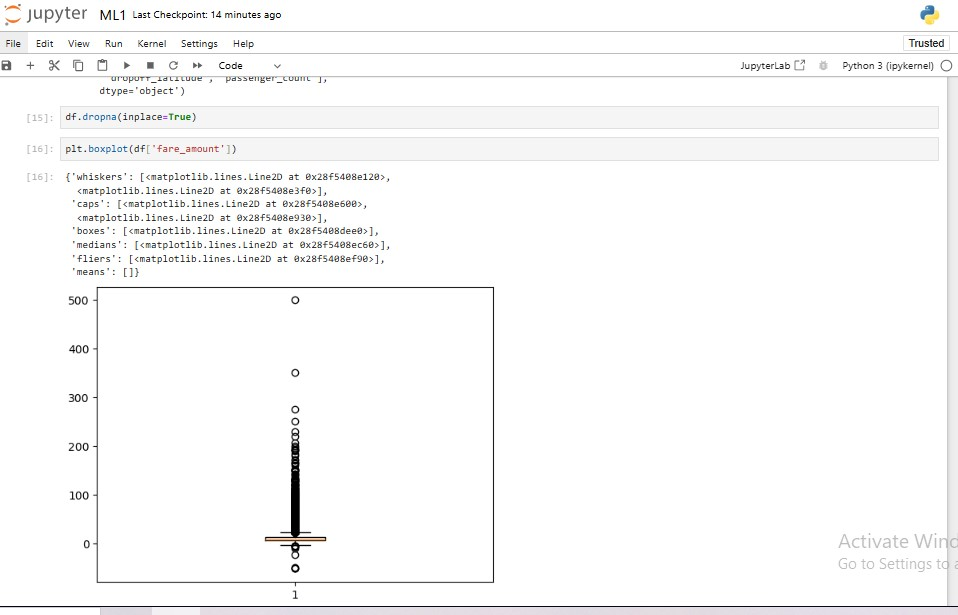 jupyter ML1 Last Checkpoint: 14 minutes ago
File Edit View Run Kernel Settings Help Trusted
Code JupyterLab Python 3 (ipykernel)
'dropoff_latitude', 'passenger_count'],
dtype='object')
[15]: df.dropna(inplace=True)
[16]: plt.boxplot(df['fare_amount'])
[16]: {'whiskers': [<matplotlib.lines.Line2D at 0x28f5408e120>,
<matplotlib.lines.Line2D at 0x28f5408e3f0>],
'caps': [<matplotlib.lines.Line2D at 0x28f5408e600>,
<matplotlib.lines.Line2D at 0x28f5408e930>],
'boxes': [<matplotlib.lines.Line2D at 0x28f5408dee0>],
'medians': [<matplotlib.lines.Line2D at 0x28f5408ec60>],
'fliers': [<matplotlib.lines.Line2D at 0x28f5408ef90>],
'means': []}
500
400
300
200
100
0
1
Activate Wind
Go to Settings to a